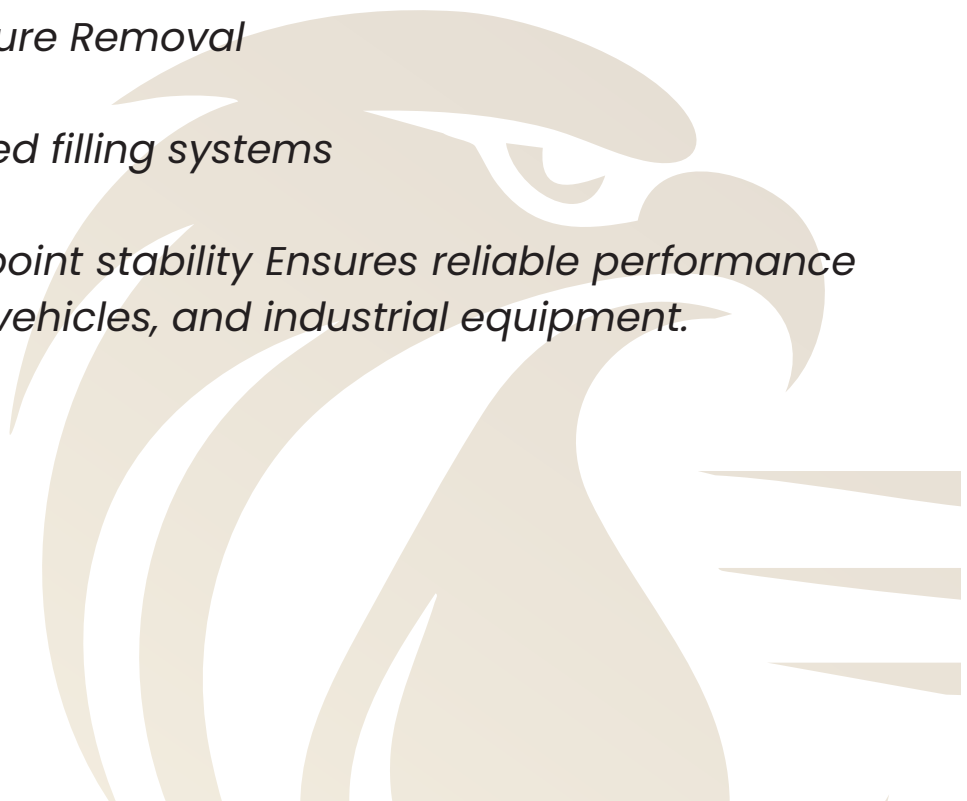 ure Removal
ed filling systems
point stability Ensures reliable performance
vehicles, and industrial equipment.